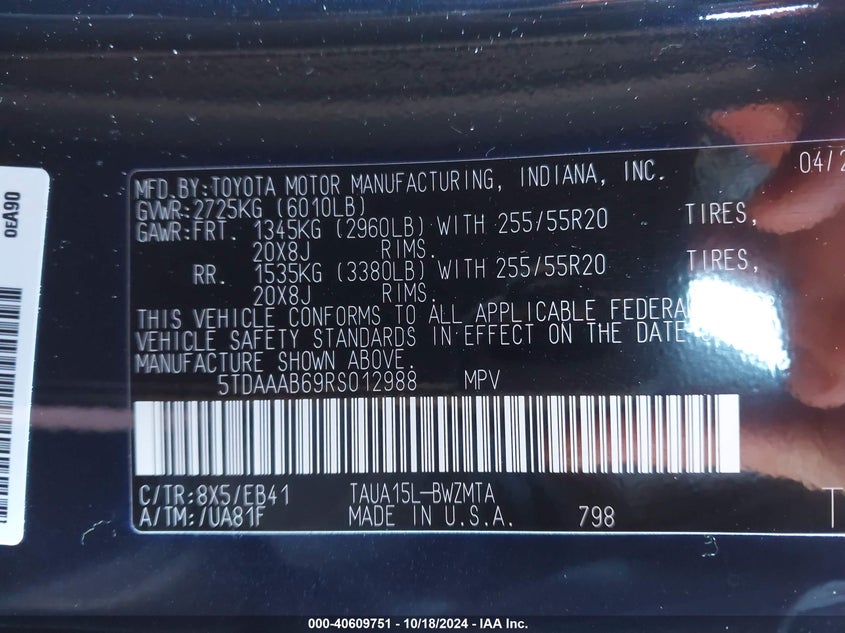 MFD.BY:TOYOTA MOTOR MANUFACTURING, INDIANA, INC. 04/2
GVWR:2725KG (6010LB)
GAWR:FRT. 1345KG (2960LB) WITH 255/55R20 TIRES,
20X8J RIMS.
RR. 1535KG (3380LB) WITH 255/55R20 TIRES,
20X8J RIMS.
THIS VEHICLE CONFORMS TO ALL APPLICABLE FEDERA
VEHICLE SAFETY STANDARDS IN EFFECT ON THE DATE
MANUFACTURE SHOWN ABOVE.
5TDAAAB69RS012988 MPV
C/TR:8X5/EB41 TAUA15L-BWZMTA
A/TM:/UA81F MADE IN U.S.A. 798
0EA90
000-40609751 - 10/18/2024 - IAA Inc.